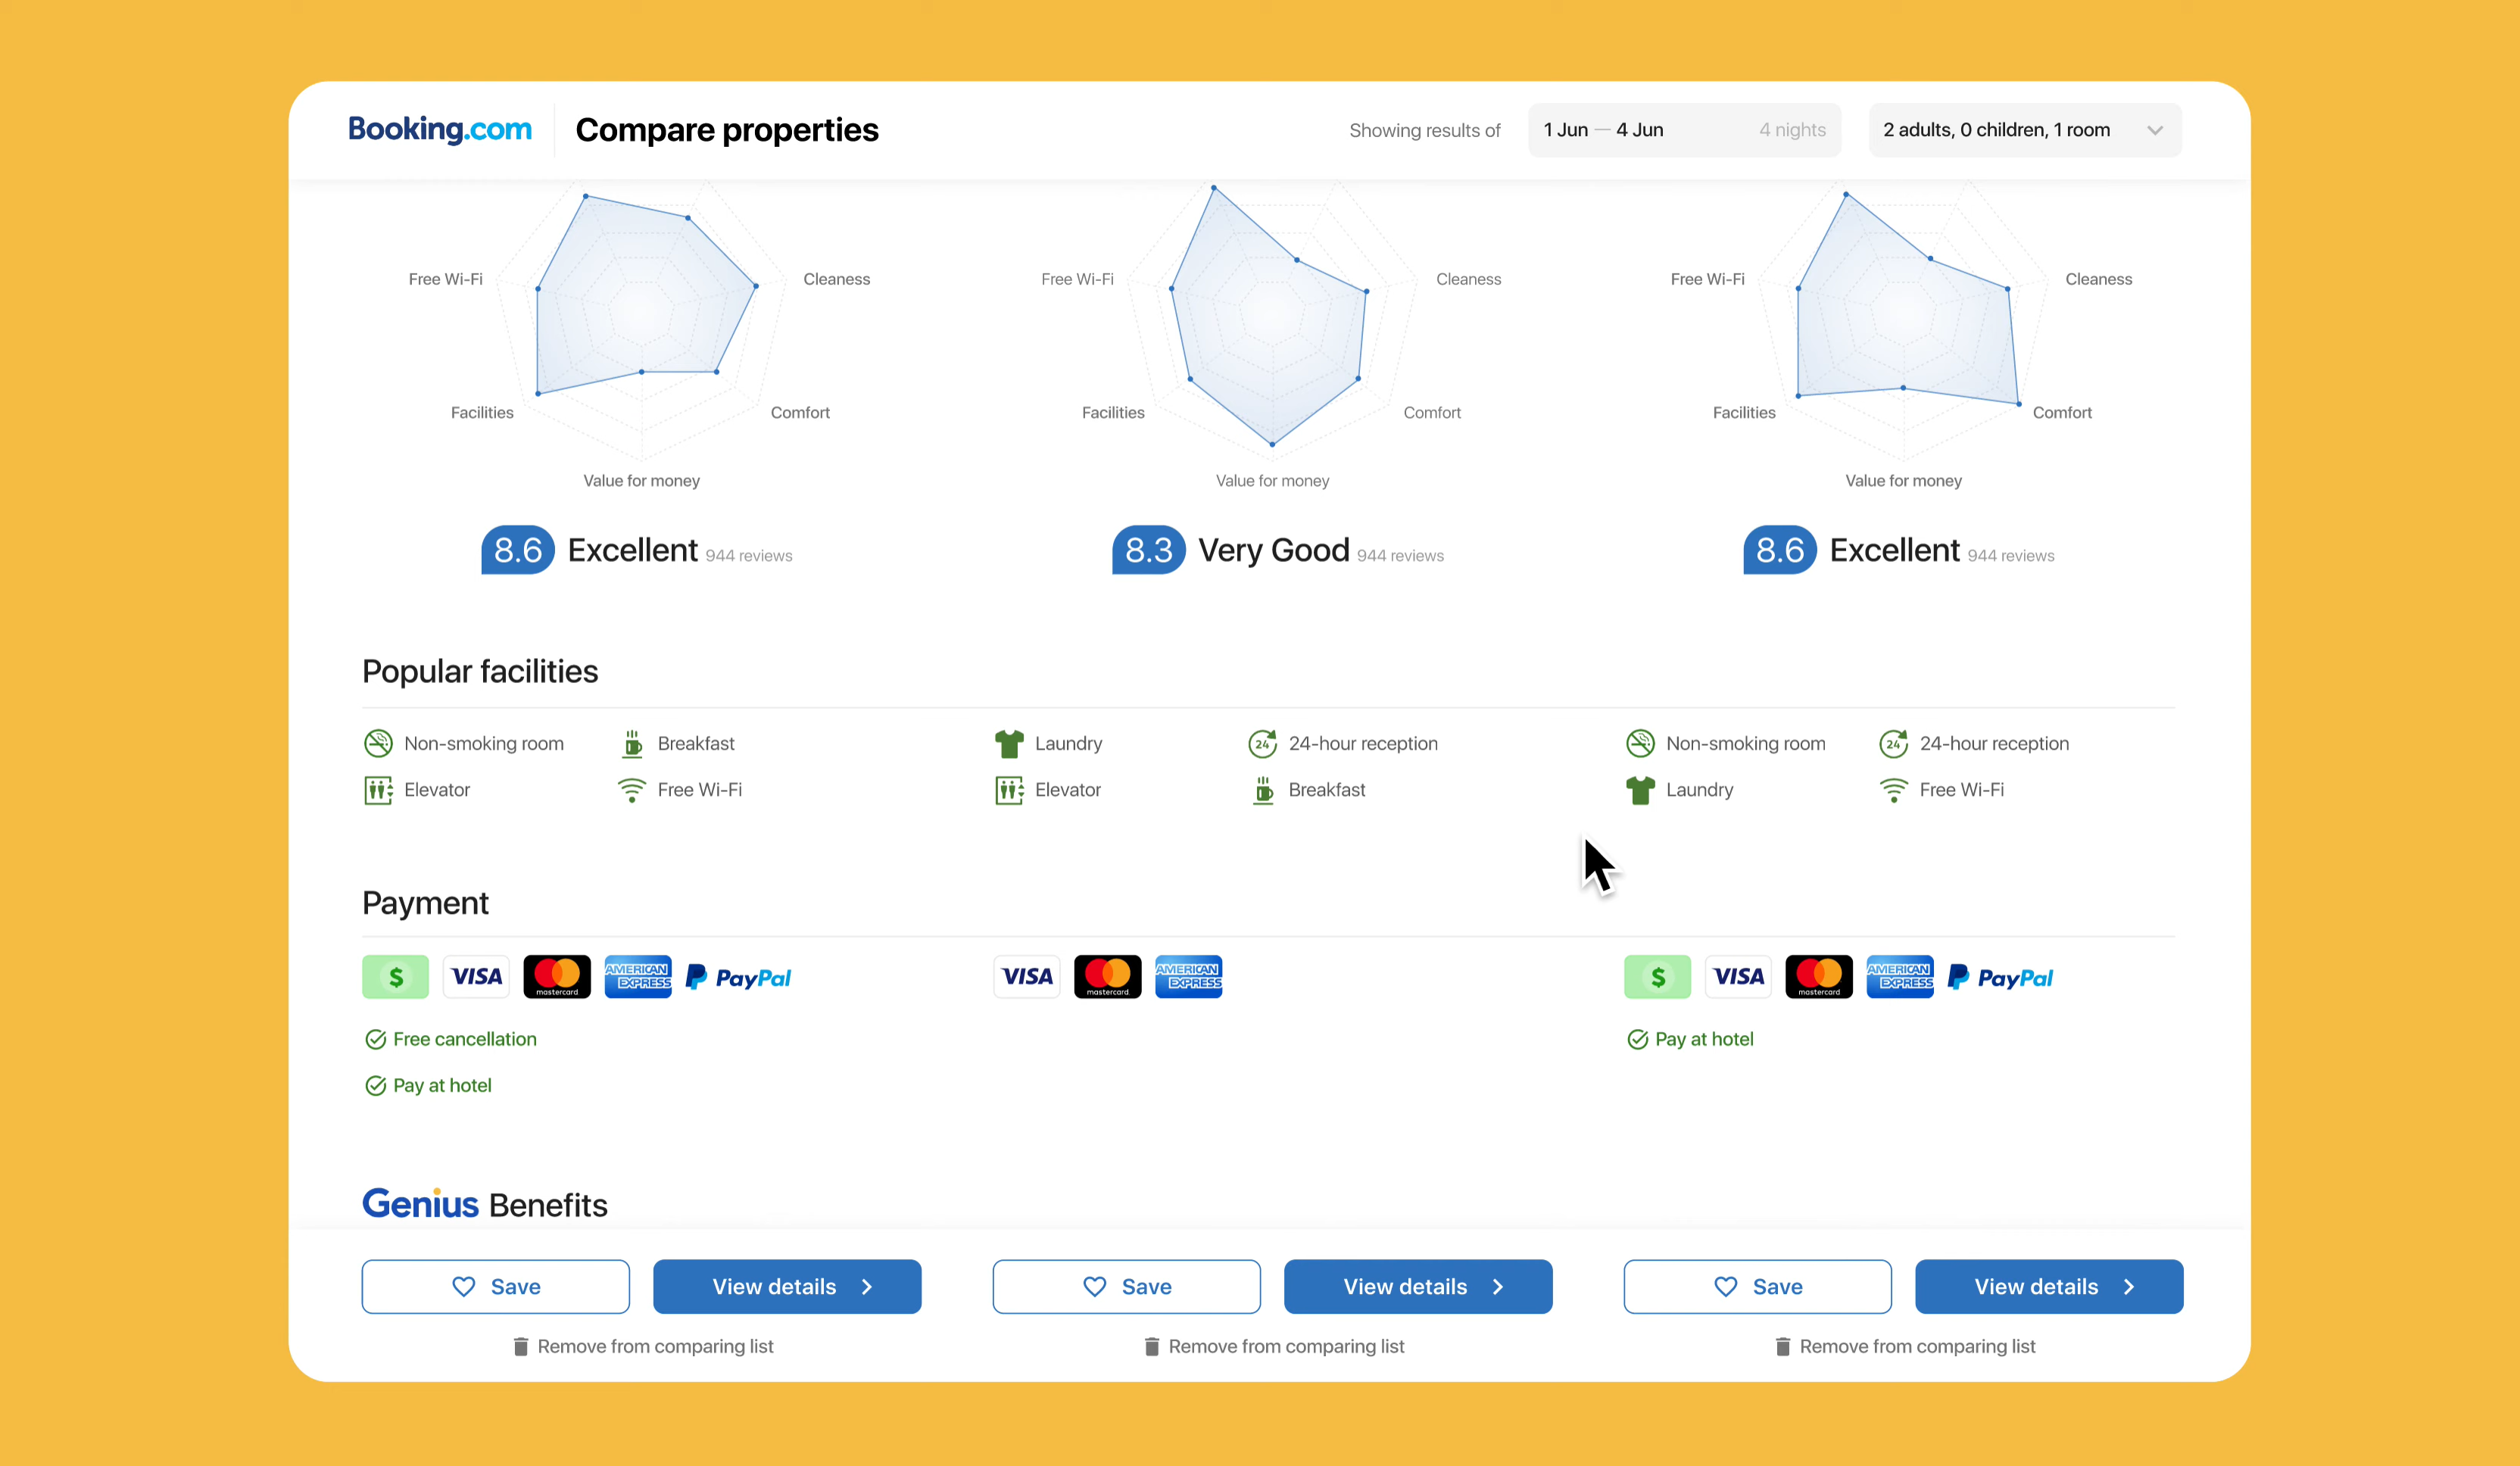 Booking.com Compare properties Showing results of 1 Jun — 4 Jun 4 nights 2 adults, 0 children, 1 room
Free Wi-Fi Cleaness Free Wi-Fi Cleaness Free Wi-Fi Cleaness
Facilities Comfort Facilities Comfort Facilities Comfort
Value for money Value for money Value for money
8.6 Excellent 944 reviews 8.3 Very Good 944 reviews 8.6 Excellent 944 reviews
Popular facilities
Non-smoking room Breakfast Laundry 24 24-hour reception Non-smoking room 24 24-hour reception
Elevator Free Wi-Fi Elevator Breakfast Laundry Free Wi-Fi
Payment
$ VISA mastercard AMERICAN EXPRESS PayPal VISA mastercard AMERICAN EXPRESS $ VISA mastercard AMERICAN EXPRESS PayPal
Free cancellation Pay at hotel
Pay at hotel
Genius Benefits
Save View details Save View details Save View details
Remove from comparing list Remove from comparing list Remove from comparing list